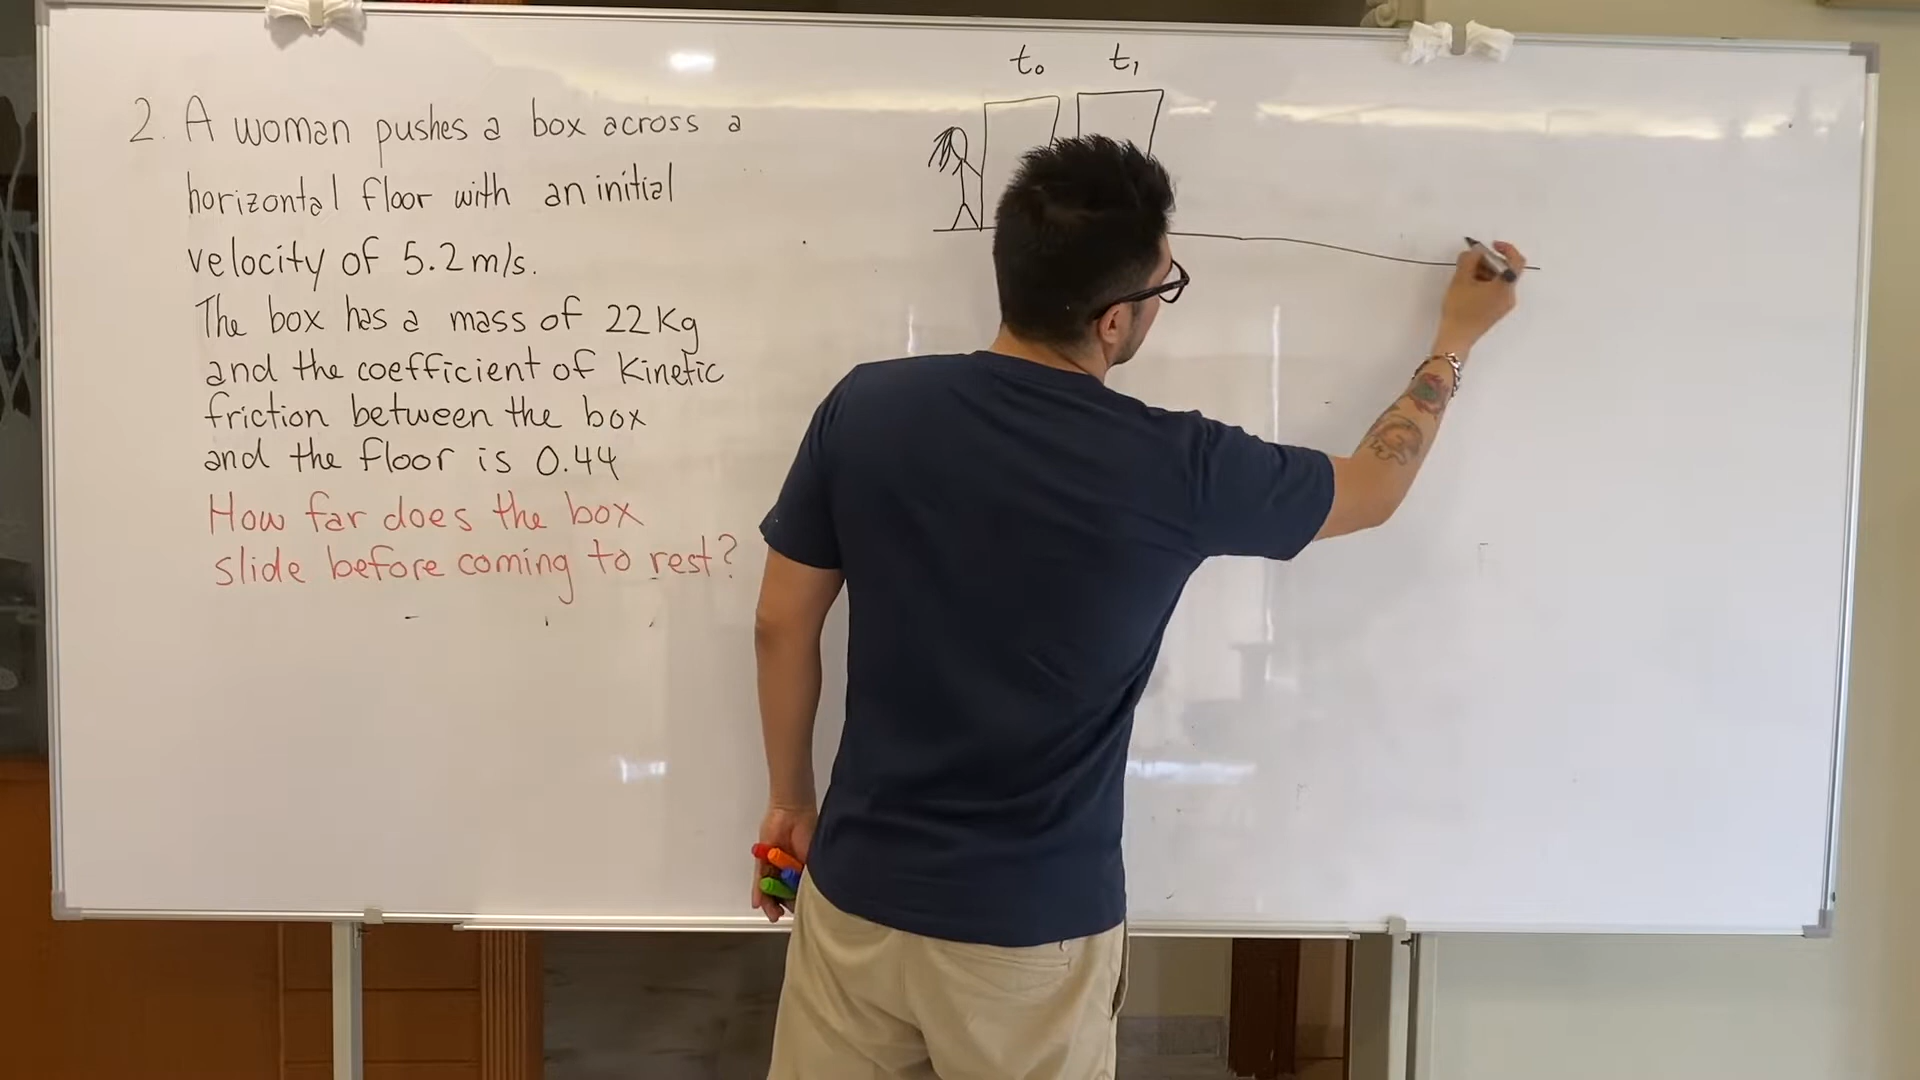 t₀ t₁
2. A woman pushes a box across a
horizontal floor with an initial
velocity of 5.2 m/s.
The box has a mass of 22 Kg
and the coefficient of Kinetic
friction between the box
and the floor is 0.44
How far does the box
slide before coming to rest?